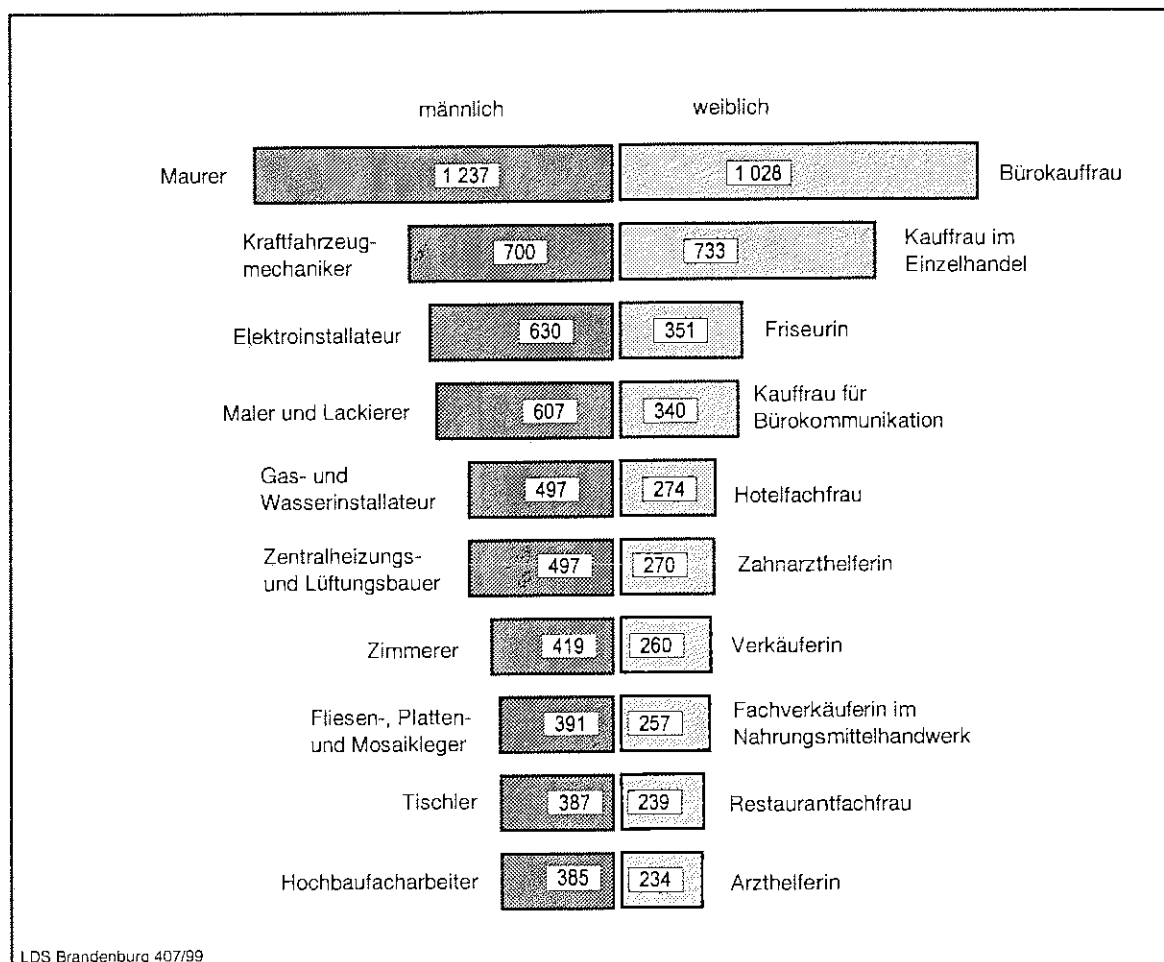 männlich weiblich
Maurer 1 237 1 028 Bürokauffrau
Kraftfahrzeug-
mechaniker 700 733 Kauffrau im
Einzelhandel
Elektroinstallateur 630 351 Friseurin
Maler und Lackierer 607 340 Kauffrau für
Bürokommunikation
Gas- und
Wasserinstallateur 497 274 Hotelfachfrau
Zentralheizungs-
und Lüftungsbauer 497 270 Zahnarzthelferin
Zimmerer 419 260 Verkäuferin
Fliesen-, Platten-
und Mosaikleger 391 257 Fachverkäuferin im
Nahrungsmittelhandwerk
Tischler 387 239 Restaurantfachfrau
Hochbaufacharbeiter 385 234 Arzthelferin
LDS Brandenburg 407/99